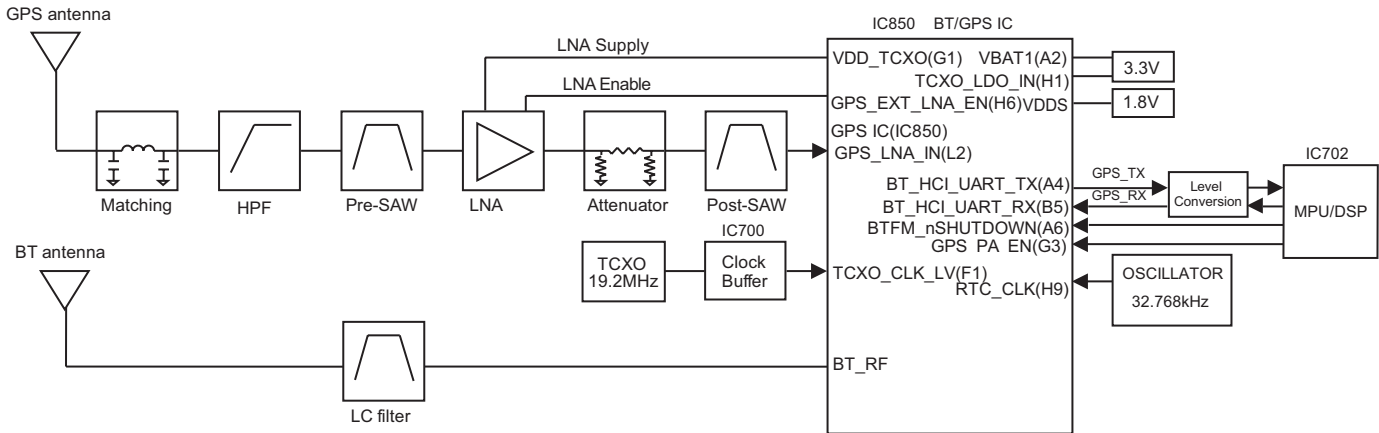 GPS antenna
IC850 BT/GPS IC
LNA Supply
VDD_TCXO(G1) VBAT1(A2)
3.3V
TCXO_LDO_IN(H1)
LNA Enable
GPS_EXT_LNA_EN(H6) VDDS
1.8V
GPS IC(IC850)
GPS_LNA_IN(L2)
Matching
HPF
Pre-SAW
LNA
Attenuator
Post-SAW
IC702
BT_HCI_UART_TX(A4)
GPS_TX
Level
Conversion
MPU/DSP
BT_HCI_UART_RX(B5)
GPS_RX
BTFM_nSHUTDOWN(A6)
GPS_PA_EN(G3)
BT antenna
IC700
TCXO
19.2MHz
Clock
Buffer
TCXO_CLK_LV(F1)
RTC_CLK(H9)
OSCILLATOR
32.768kHz
BT_RF
LC filter